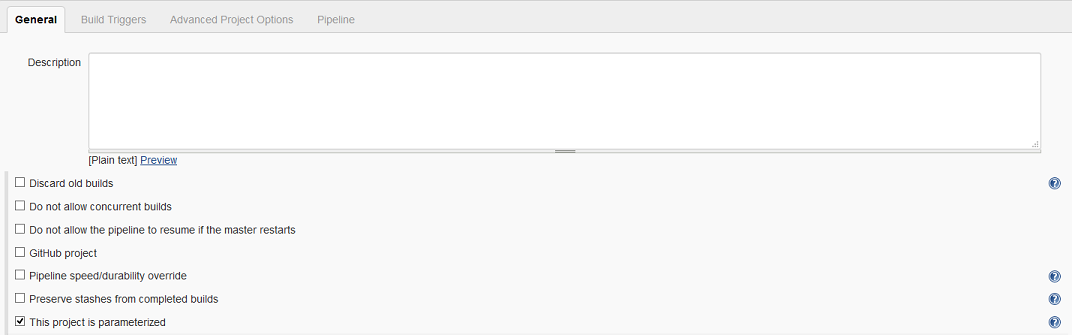 General Build Triggers Advanced Project Options Pipeline
Description
[Plain text] Preview
Discard old builds
Do not allow concurrent builds
Do not allow the pipeline to resume if the master restarts
GitHub project
Pipeline speed/durability override
Preserve stashes from completed builds
This project is parameterized